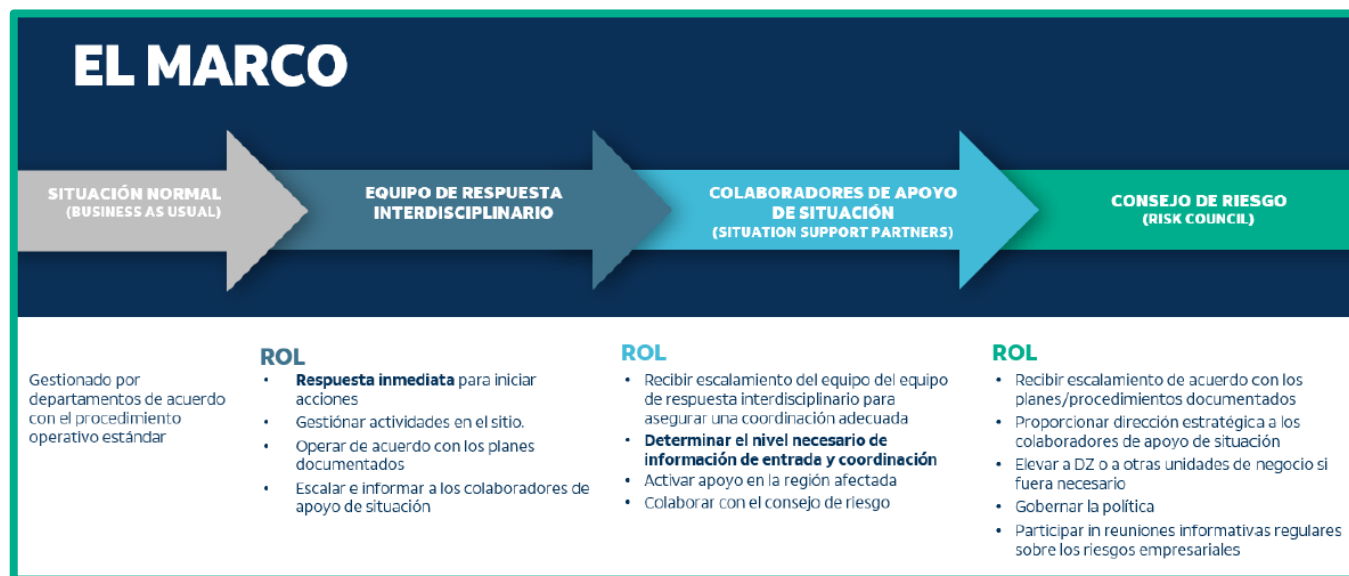 EL MARCO
SITUACIÓN NORMAL
(BUSINESS AS USUAL)
EQUIPO DE RESPUESTA
INTERDISCIPLINARIO
COLABORADORES DE APOYO
DE SITUACIÓN
(SITUATION SUPPORT PARTNERS)
CONSEJO DE RIESGO
(RISK COUNCIL)
Gestionado por
departamentos de acuerdo
con el procedimiento
operativo estándar
ROL
• Respuesta inmediata para iniciar
acciones
• Gestiónar actividades en el sitio.
• Operar de acuerdo con los planes
documentados
• Escalar e informar a los colaboradores de
apoyo de situación
ROL
• Recibir escalamiento del equipo del equipo
de respuesta interdisciplinario para
asegurar una coordinación adecuada
• Determinar el nivel necesario de
información de entrada y coordinación
• Activar apoyo en la región afectada
• Colaborar con el consejo de riesgo
ROL
• Recibir escalamiento de acuerdo con los
planes/procedimientos documentados
• Proporcionar dirección estratégica a los
colaboradores de apoyo de situación
• Elevar a DZ o a otras unidades de negocio si
fuera necesario
• Gobernar la política
• Participar in reuniones informativas regulares
sobre los riesgos empresariales